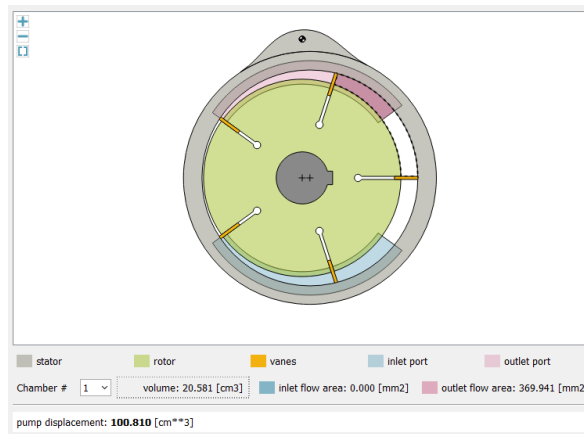 stator rotor vanes inlet port outlet port
Chamber # 1 volume: 20.581 [cm3] inlet flow area: 0.000 [mm2] outlet flow area: 369.941 [mm2
pump displacement: 100.810 [cm**3]